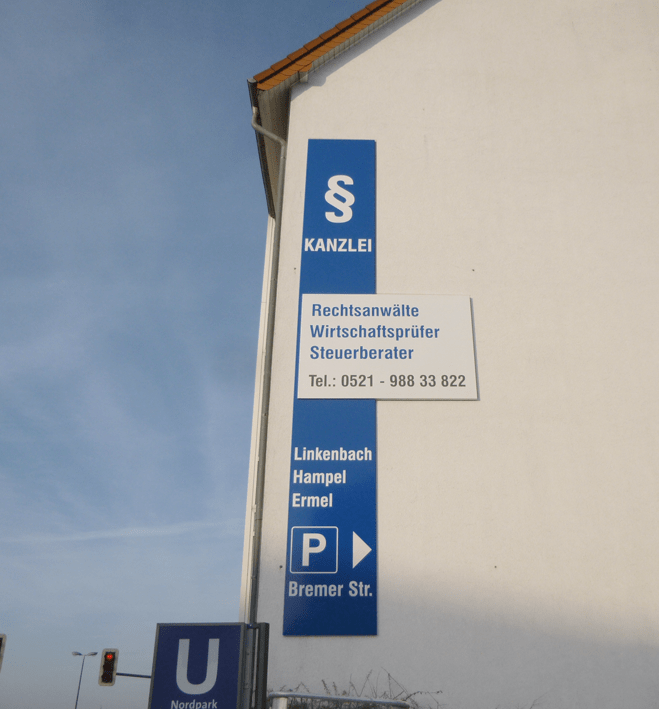 §
KANZLEI
Rechtsanwälte
Wirtschaftsprüfer
Steuerberater
Tel.: 0521 - 988 33 822
Linkenbach
Hampel
Ermel
P
Bremer Str.
U
Nordpark